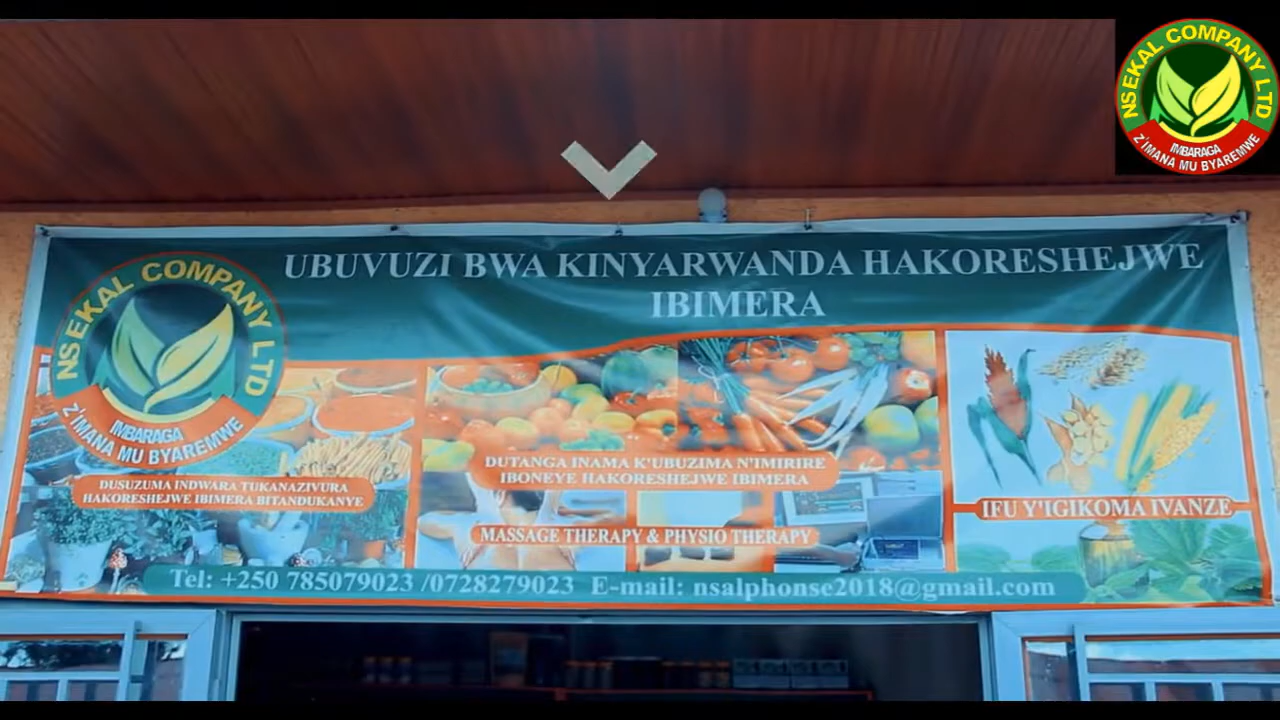 NSEKAL COMPANY LTD
IMBARAGA
Z'IMANA MU BYAREMWE
UBUVUZI BWA KINYARWANDA HAKORESHEJWE
IBIMERA
NSEKAL COMPANY LTD
IMBARAGA
Z'IMANA MU BYAREMWE
DUSUZUMA INDWARA TUKANAZIVURA
HAKORESHEJWE IBIMERA BITANDUKANYE
DUTANGA INAMA K'UBUZIMA N'IMIRIRE
IBONEYE HAKORESHEJWE IBIMERA
MASSAGE THERAPY & PHYSIO THERAPY
IFU Y'IGIKOMA IVANZE
Tel: +250 785079023 /0728279023 E-mail: nsalphonse2018@gmail.com